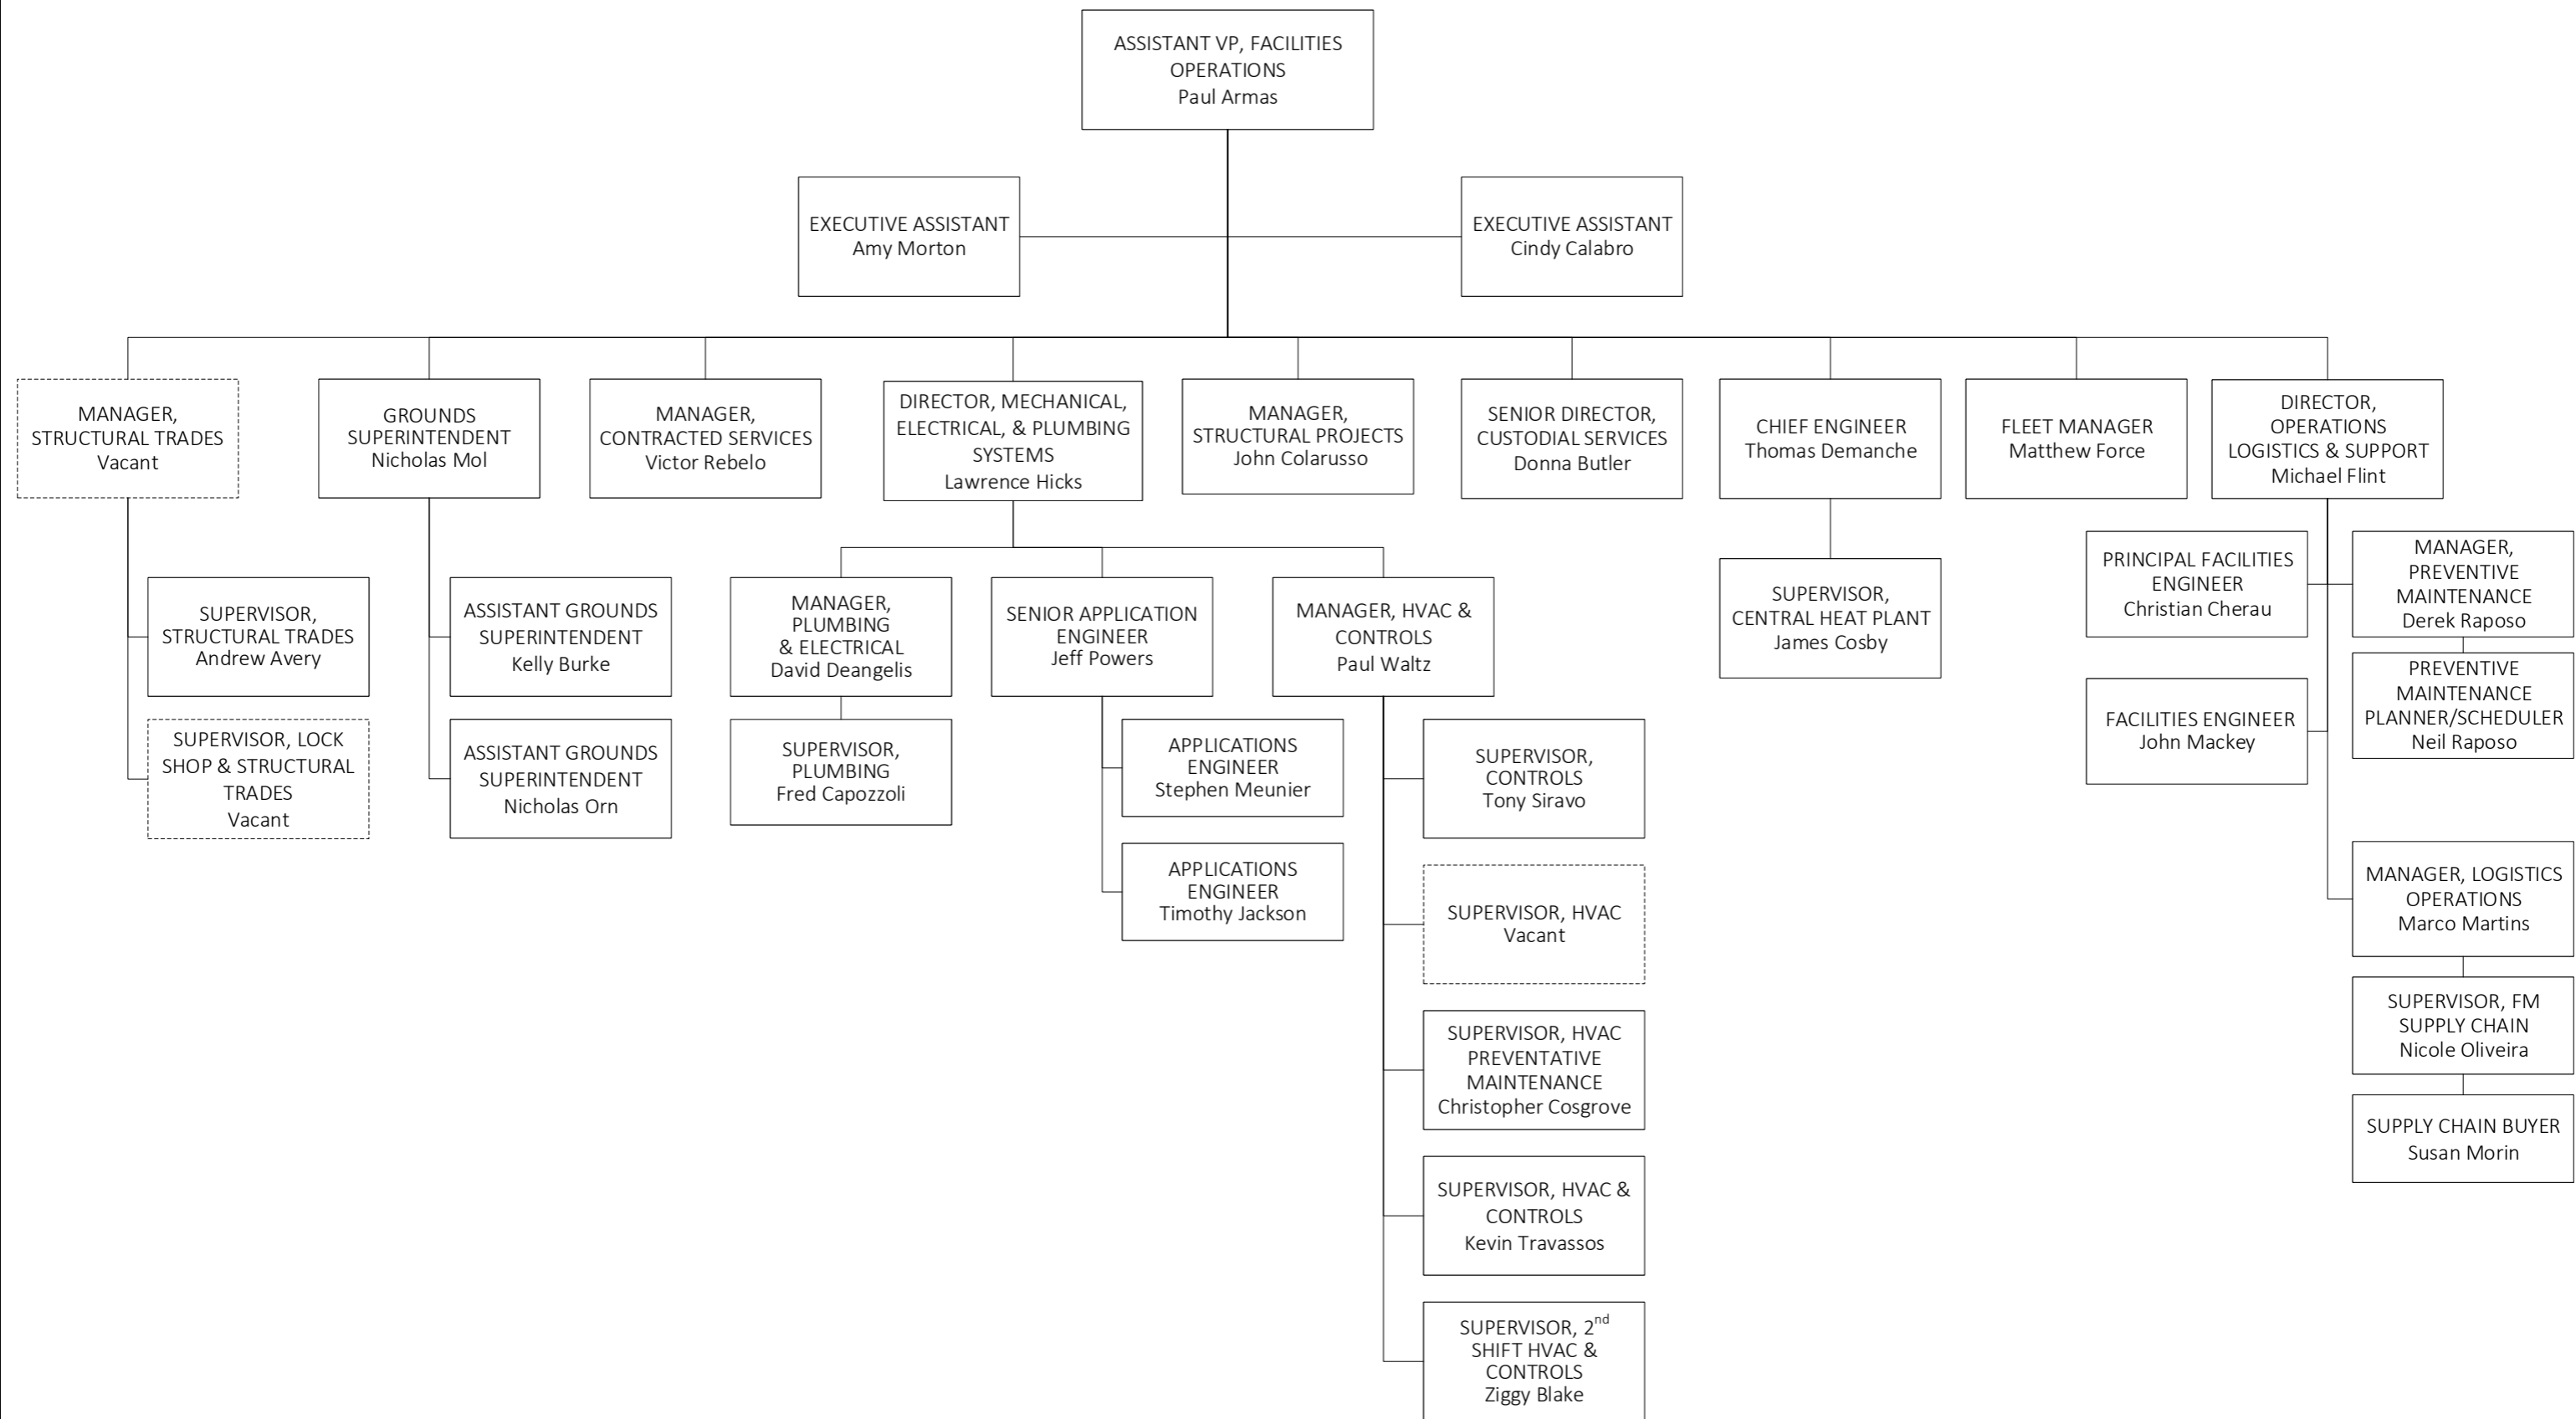 ASSISTANT VP, FACILITIES
OPERATIONS
Paul Armas
EXECUTIVE ASSISTANT
Amy Morton
EXECUTIVE ASSISTANT
Cindy Calabro
MANAGER,
STRUCTURAL TRADES
Vacant
GROUNDS
SUPERINTENDENT
Nicholas Mol
MANAGER,
CONTRACTED SERVICES
Victor Rebelo
DIRECTOR, MECHANICAL,
ELECTRICAL, & PLUMBING
SYSTEMS
Lawrence Hicks
MANAGER,
STRUCTURAL PROJECTS
John Colarusso
SENIOR DIRECTOR,
CUSTODIAL SERVICES
Donna Butler
CHIEF ENGINEER
Thomas Demanche
FLEET MANAGER
Matthew Force
DIRECTOR,
OPERATIONS
LOGISTICS & SUPPORT
Michael Flint
SUPERVISOR,
STRUCTURAL TRADES
Andrew Avery
SUPERVISOR, LOCK
SHOP & STRUCTURAL
TRADES
Vacant
ASSISTANT GROUNDS
SUPERINTENDENT
Kelly Burke
ASSISTANT GROUNDS
SUPERINTENDENT
Nicholas Orn
MANAGER,
PLUMBING
& ELECTRICAL
David Deangelis
SUPERVISOR,
PLUMBING
Fred Capozzoli
SENIOR APPLICATION
ENGINEER
Jeff Powers
APPLICATIONS
ENGINEER
Stephen Meunier
APPLICATIONS
ENGINEER
Timothy Jackson
MANAGER, HVAC &
CONTROLS
Paul Waltz
SUPERVISOR,
CONTROLS
Tony Siravo
SUPERVISOR, HVAC
Vacant
SUPERVISOR, HVAC
PREVENTATIVE
MAINTENANCE
Christopher Cosgrove
SUPERVISOR, HVAC &
CONTROLS
Kevin Travassos
SUPERVISOR, 2nd
SHIFT HVAC &
CONTROLS
Ziggy Blake
SUPERVISOR,
CENTRAL HEAT PLANT
James Cosby
PRINCIPAL FACILITIES
ENGINEER
Christian Cherau
FACILITIES ENGINEER
John Mackey
MANAGER,
PREVENTIVE
MAINTENANCE
Derek Raposo
PREVENTIVE
MAINTENANCE
PLANNER/SCHEDULER
Neil Raposo
MANAGER, LOGISTICS
OPERATIONS
Marco Martins
SUPERVISOR, FM
SUPPLY CHAIN
Nicole Oliveira
SUPPLY CHAIN BUYER
Susan Morin